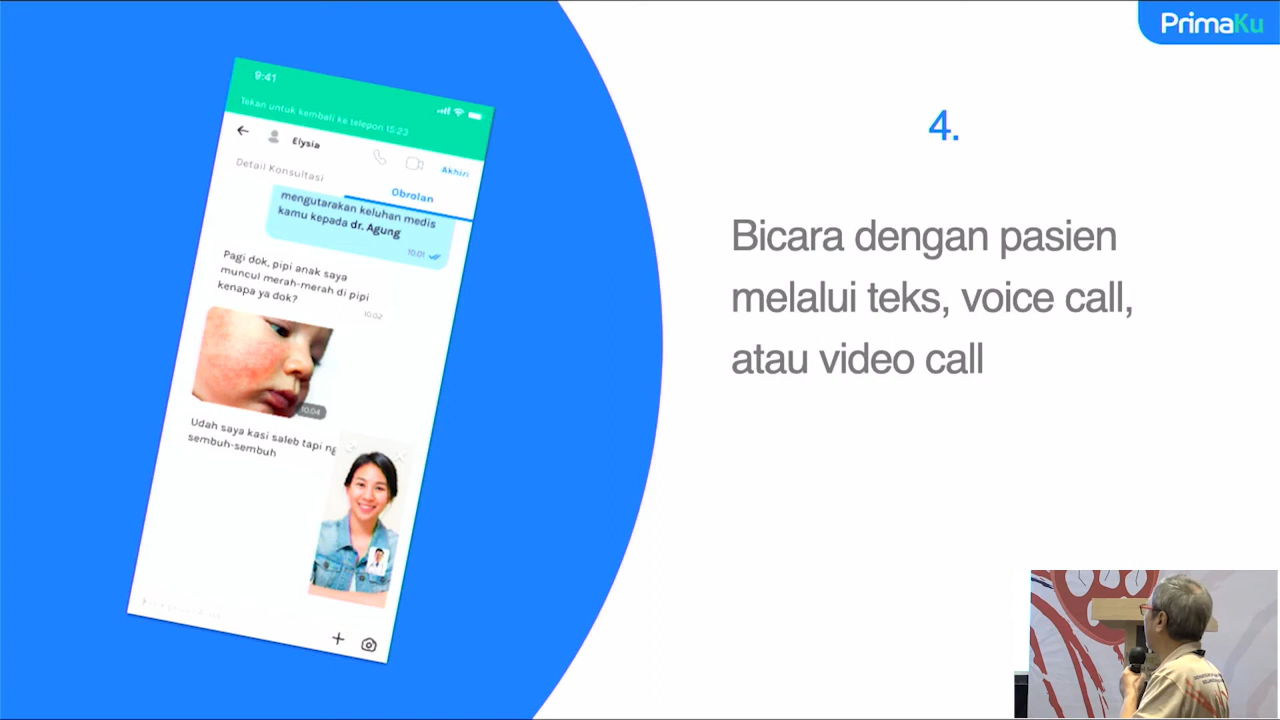 PrimaKu
9:41
Tekan untuk kembali ke telepon 15:23
Elysia
Akhiri
Detail Konsultasi
Obrolan
mengutarakan keluhan medis
kamu kepada dr. Agung
10:01
Pagi dok, pipi anak saya
muncul merah-merah di pipi
kenapa ya dok?
10:02
10:04
Udah saya kasi saleb tapi ng
sembuh-sembuh
4.
Bicara dengan pasien
melalui teks, voice call,
atau video call